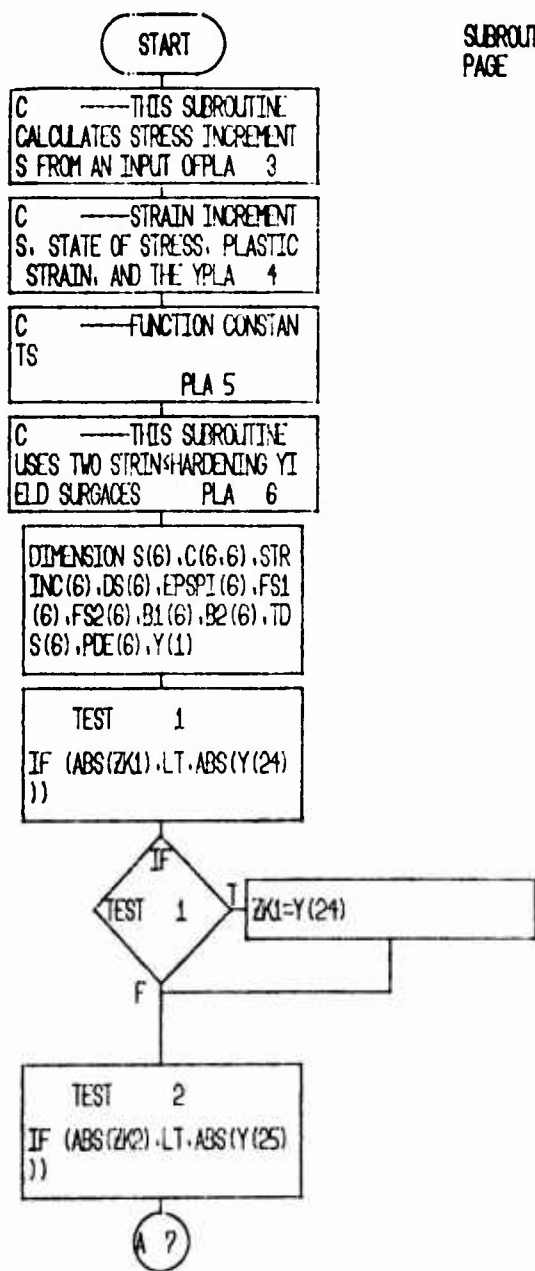 START
SUBROUT
PAGE
C -----THIS SUBROUTINE
CALCULATES STRESS INCREMENT
S FROM AN INPUT OFPLA 3
C -----STRAIN INCREMENT
S, STATE OF STRESS, PLASTIC
STRAIN, AND THE YPLA 4
C -----FUNCTION CONSTAN
TS
PLA 5
C -----THIS SUBROUTINE
USES TWO STRINSHARDENING YI
ELD SURGACES PLA 6
DIMENSION S(6),C(6,6),STR
INC(6),DS(6),EPSPI(6),FS1
(6),FS2(6),B1(6),B2(6),TD
S(6),PDE(6),Y(1)
TEST 1
IF (ABS(ZK1).LT.ABS(Y(24)
))
IF
TEST 1
T
ZK1=Y(24)
F
TEST 2
IF (ABS(ZK2).LT.ABS(Y(25)
))
A 7